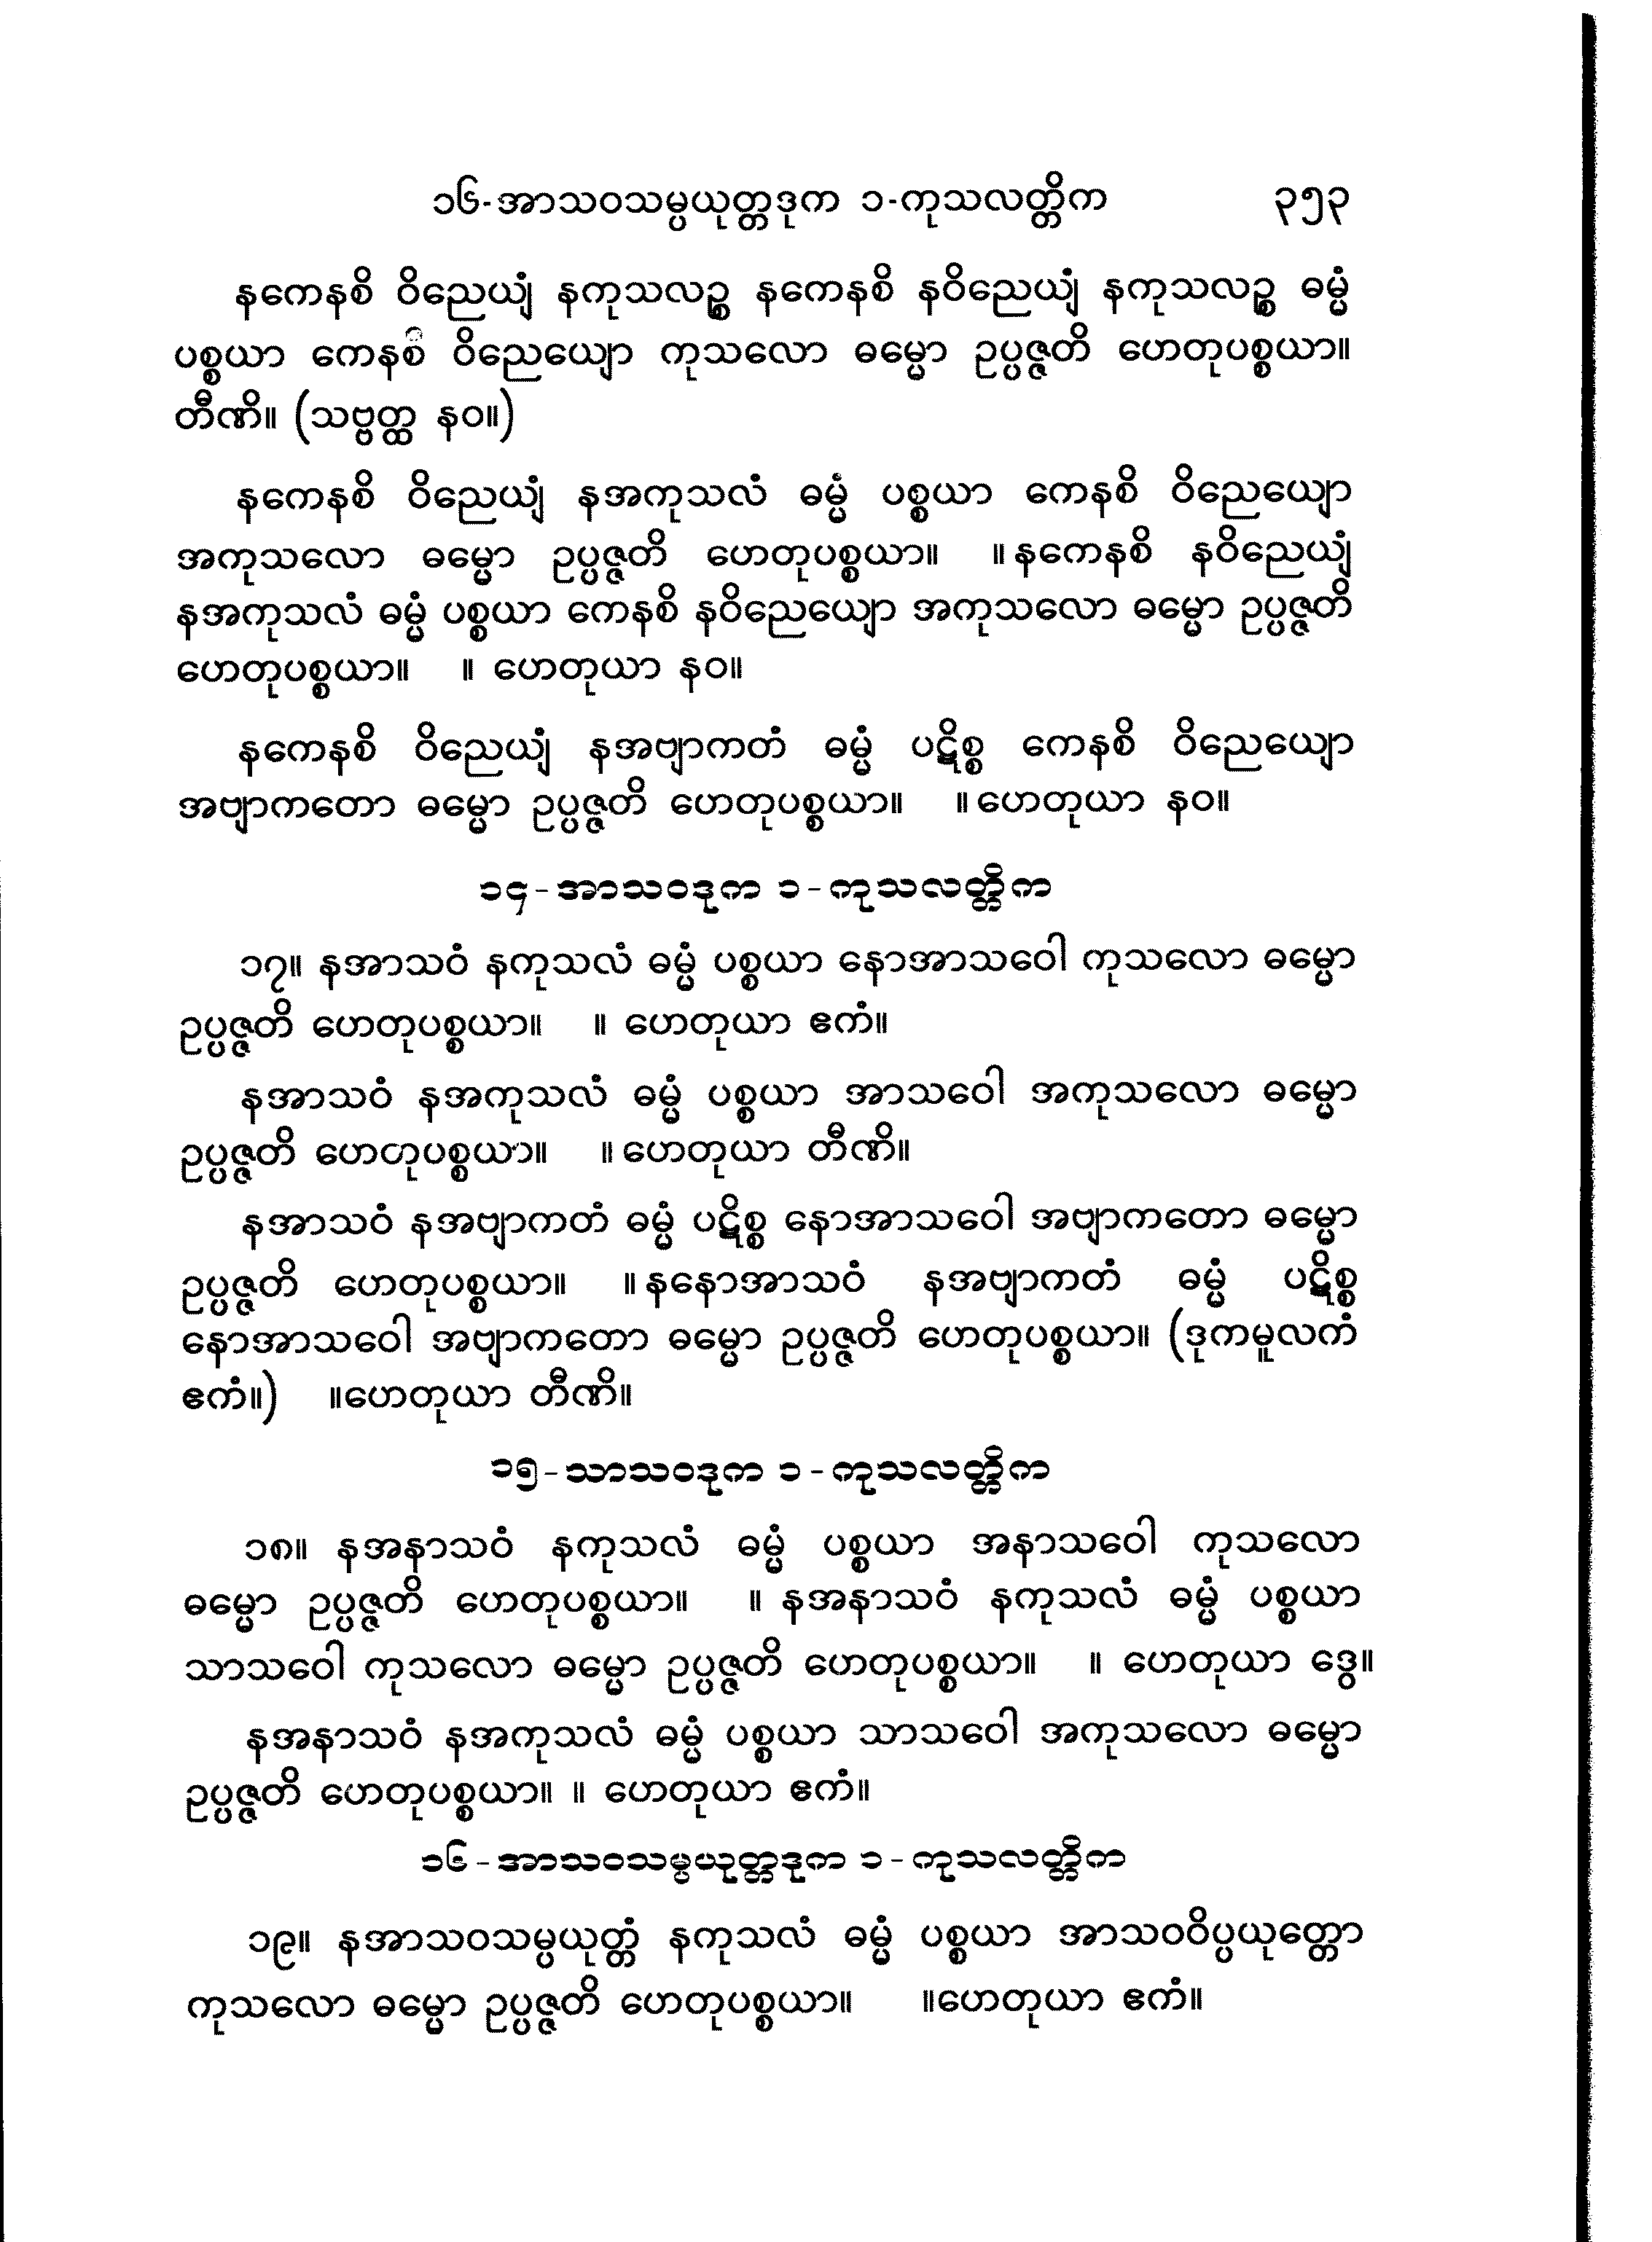 ၁၆-အာသဝသမ္ပယုတ္တဒုက ၁-ကုသလတ္တိက ၃၅၃
နကေနစိ ဝိညေယျံ နကုသလဉ္စ နကေနစိ နဝိညေယျံ နကုသလဉ္စ ဓမ္မံ
ပစ္စယာ ကေနစိ ဝိညေယျော ကုသလော ဓမ္မော ဥပ္ပဇ္ဇတိ ဟေတုပစ္စယာ။
တီဏိ။ (သဗ္ဗတ္ထ နဝ။)
နကေနစိ ဝိညေယျံ နအကုသလံ ဓမ္မံ ပစ္စယာ ကေနစိ ဝိညေယျော
အကုသလော ဓမ္မော ဥပ္ပဇ္ဇတိ ဟေတုပစ္စယာ။ ။ နကေနစိ နဝိညေယျံ
နအကုသလံ ဓမ္မံ ပစ္စယာ ကေနစိ နဝိညေယျော အကုသလော ဓမ္မော ဥပ္ပဇ္ဇတိ
ဟေတုပစ္စယာ။ ။ ဟေတုယာ နဝ။
နကေနစိ ဝိညေယျံ နအဗျာကတံ ဓမ္မံ ပဋိစ္စ ကေနစိ ဝိညေယျော
အဗျာကတော ဓမ္မော ဥပ္ပဇ္ဇတိ ဟေတုပစ္စယာ။ ။ ဟေတုယာ နဝ။
၁၄-အာသဝဒုက ၁-ကုသလတ္တိက
၁၇။ နအာသဝံ နကုသလံ ဓမ္မံ ပစ္စယာ နောအာသဝေါ ကုသလော ဓမ္မော
ဥပ္ပဇ္ဇတိ ဟေတုပစ္စယာ။ ။ ဟေတုယာ ဧကံ။
နအာသဝံ နအကုသလံ ဓမ္မံ ပစ္စယာ အာသဝေါ အကုသလော ဓမ္မော
ဥပ္ပဇ္ဇတိ ဟေတုပစ္စယာ။ ။ ဟေတုယာ တီဏိ။
နအာသဝံ နအဗျာကတံ ဓမ္မံ ပဋိစ္စ နောအာသဝေါ အဗျာကတော ဓမ္မော
ဥပ္ပဇ္ဇတိ ဟေတုပစ္စယာ။ ။ နနောအာသဝံ နအဗျာကတံ ဓမ္မံ ပဋိစ္စ
နောအာသဝေါ အဗျာကတော ဓမ္မော ဥပ္ပဇ္ဇတိ ဟေတုပစ္စယာ။ (ဒုကမူလကံ
ဧကံ။) ။ဟေတုယာ တီဏိ။
၁၅-သာသဝဒုက ၁-ကုသလတ္တိက
၁၈။ နအနာသဝံ နကုသလံ ဓမ္မံ ပစ္စယာ အနာသဝေါ ကုသလော
ဓမ္မော ဥပ္ပဇ္ဇတိ ဟေတုပစ္စယာ။ ။ နအနာသဝံ နကုသလံ ဓမ္မံ ပစ္စယာ
သာသဝေါ ကုသလော ဓမ္မော ဥပ္ပဇ္ဇတိ ဟေတုပစ္စယာ။ ။ ဟေတုယာ ဒွေ။
နအနာသဝံ နအကုသလံ ဓမ္မံ ပစ္စယာ သာသဝေါ အကုသလော ဓမ္မော
ဥပ္ပဇ္ဇတိ ဟေတုပစ္စယာ။ ။ ဟေတုယာ ဧကံ။
၁၆-အာသဝသမ္ပယုတ္တဒုက ၁-ကုသလတ္တိက
၁၉။ နအာသဝသမ္ပယုတ္တံ နကုသလံ ဓမ္မံ ပစ္စယာ အာသဝဝိပ္ပယုတ္တော
ကုသလော ဓမ္မော ဥပ္ပဇ္ဇတိ ဟေတုပစ္စယာ။ ။ဟေတုယာ ဧကံ။